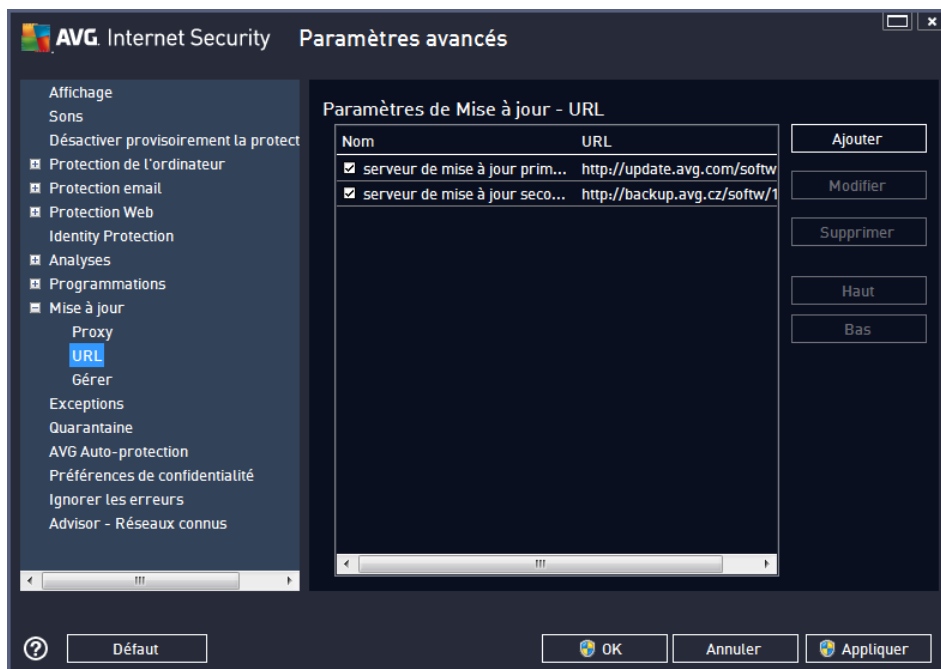 AVG. Internet Security Paramètres avancés
Affichage
Sons
Désactiver provisoirement la protect
Protection de l'ordinateur
Protection email
Protection Web
Identity Protection
Analyses
Programmations
Mise à jour
Proxy
URL
Gérer
Exceptions
Quarantaine
AVG Auto-protection
Préférences de confidentialité
Ignorer les erreurs
Advisor - Réseaux connus
Paramètres de Mise à jour - URL
Nom URL
serveur de mise à jour prim... http://update.avg.com/softw
serveur de mise à jour seco... http://backup.avg.cz/softw/1
Ajouter
Modifier
Supprimer
Haut
Bas
? Défaut OK Annuler Appliquer